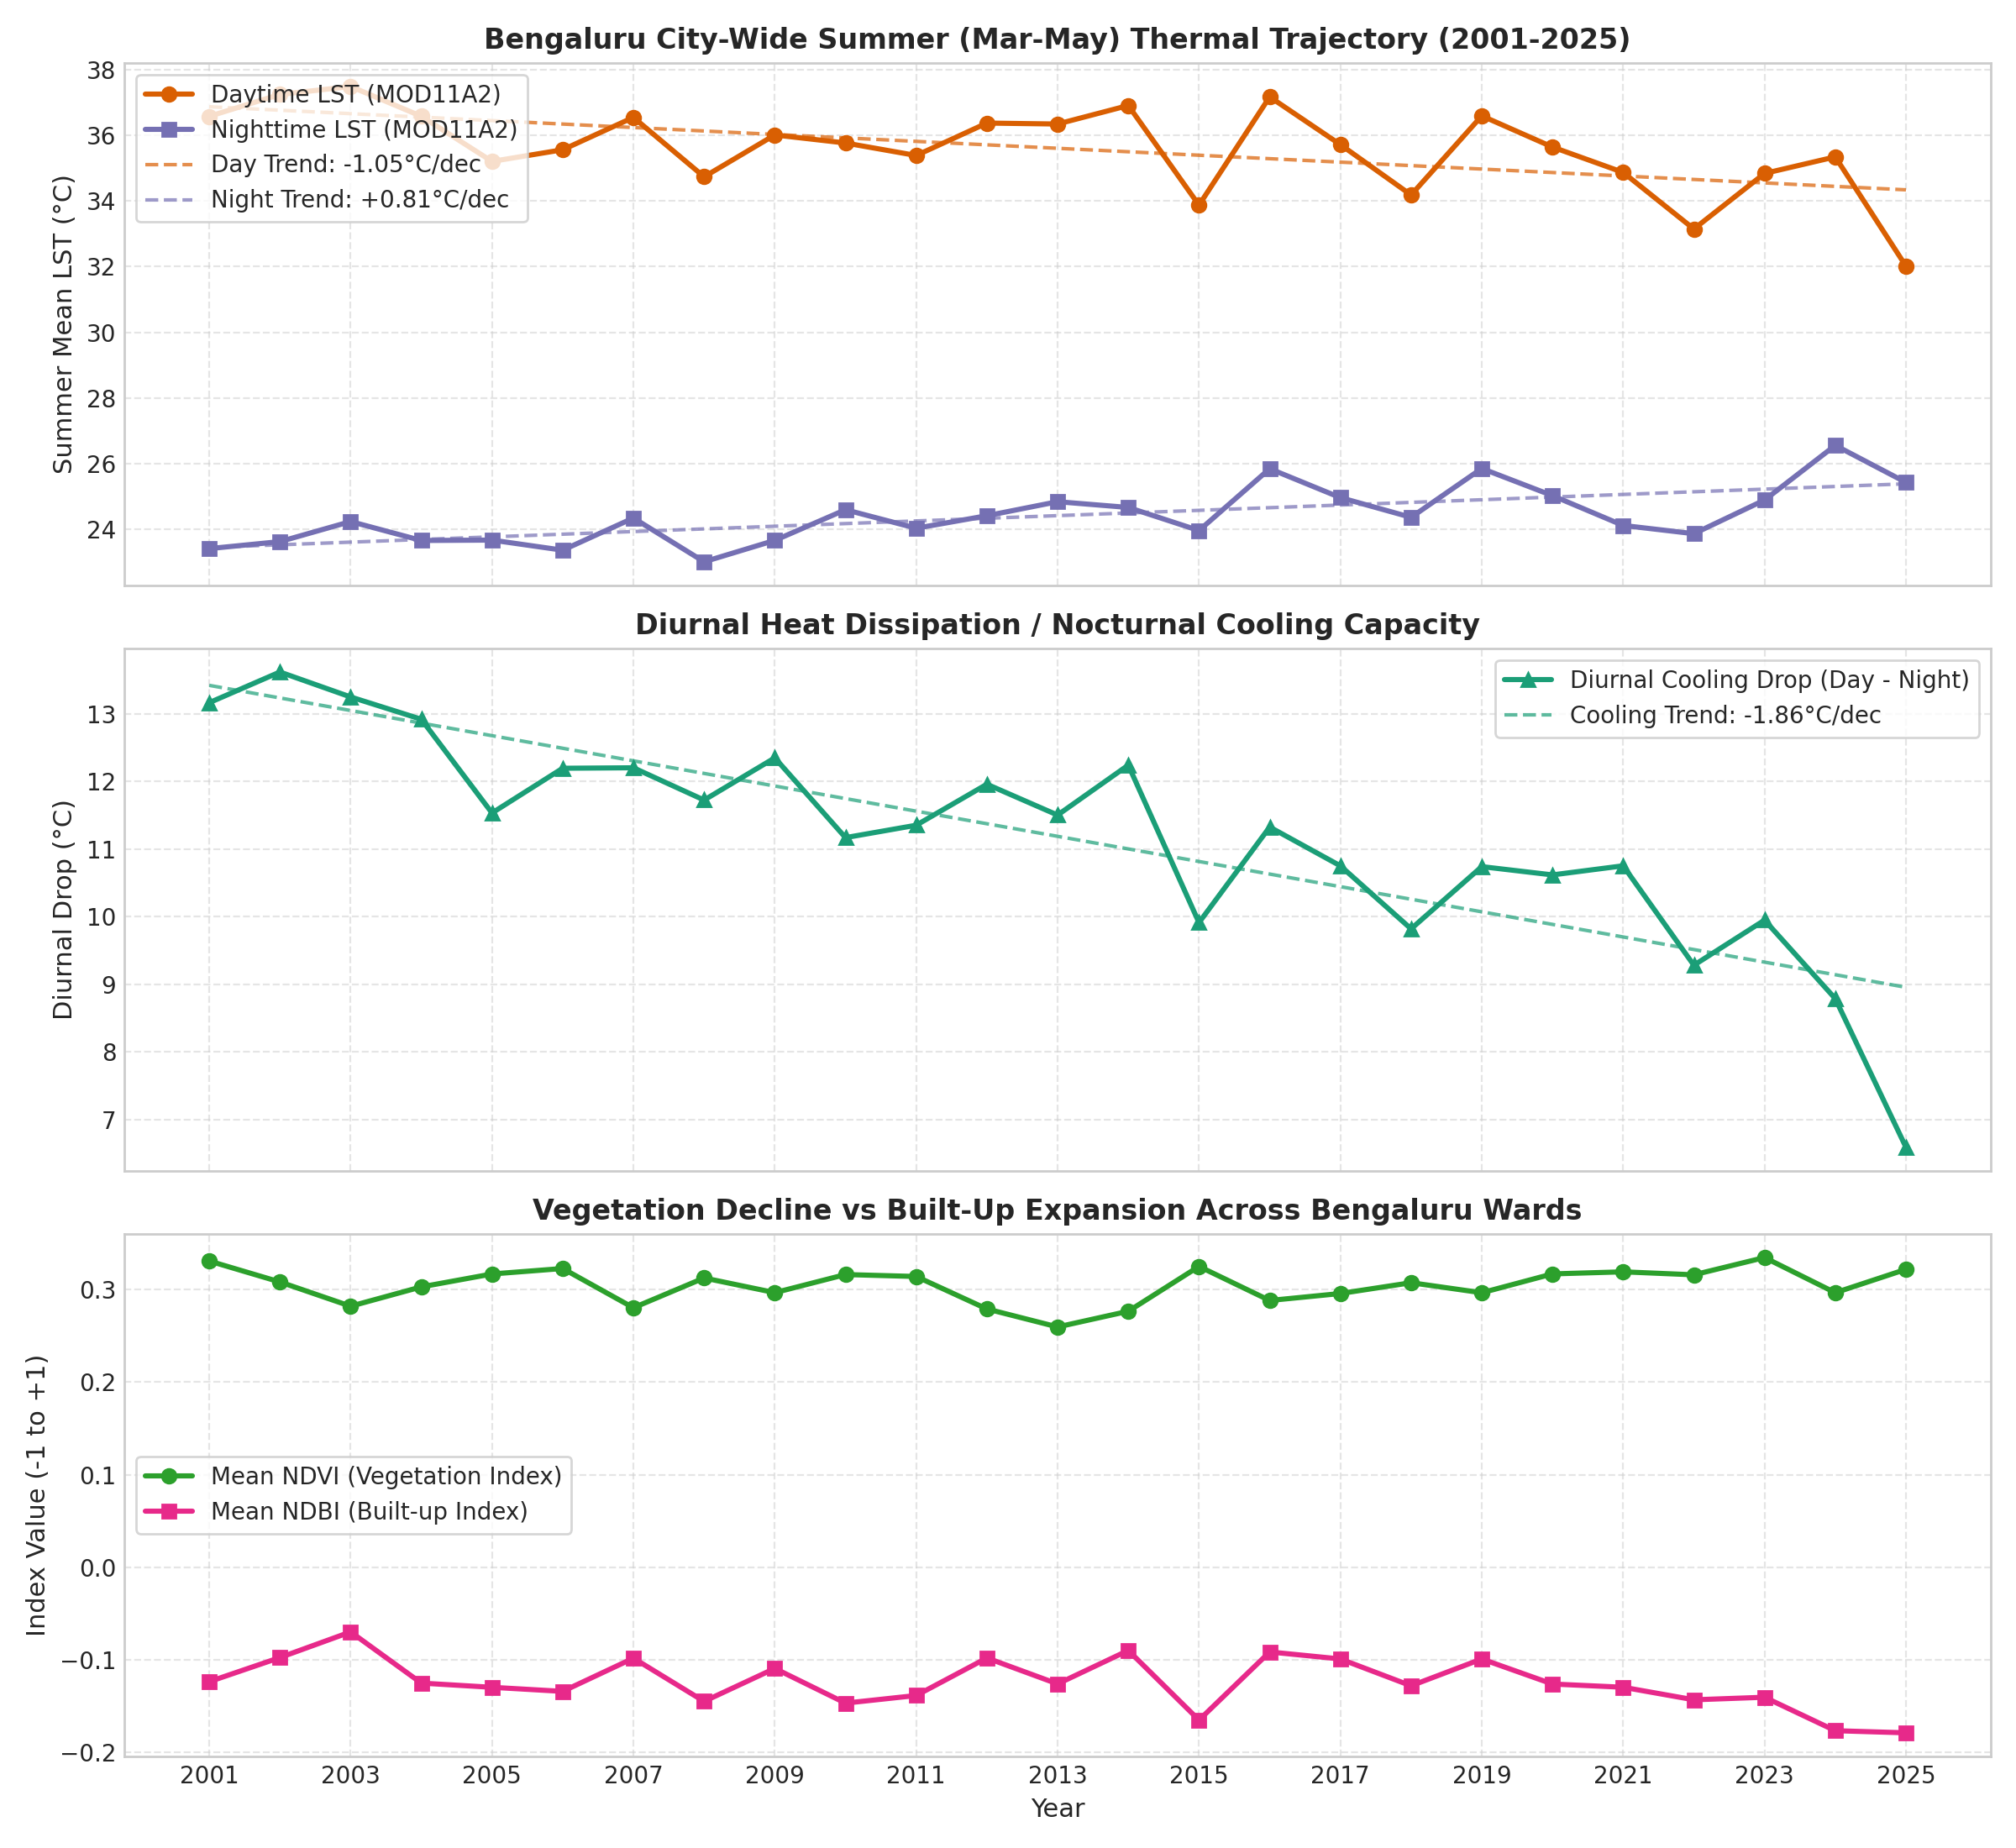 Bengaluru City-Wide Summer (Mar-May) Thermal Trajectory (2001-2025)
Summer Mean LST (°C)
38
36
34
32
30
28
26
24
Daytime LST (MOD11A2)
Nighttime LST (MOD11A2)
Day Trend: -1.05°C/dec
Night Trend: +0.81°C/dec
Diurnal Heat Dissipation / Nocturnal Cooling Capacity
Diurnal Drop (°C)
13
12
11
10
9
8
7
Diurnal Cooling Drop (Day - Night)
Cooling Trend: -1.86°C/dec
Vegetation Decline vs Built-Up Expansion Across Bengaluru Wards
Index Value (-1 to +1)
0.3
0.2
0.1
0.0
−0.1
−0.2
Mean NDVI (Vegetation Index)
Mean NDBI (Built-up Index)
2001 2003 2005 2007 2009 2011 2013 2015 2017 2019 2021 2023 2025
Year